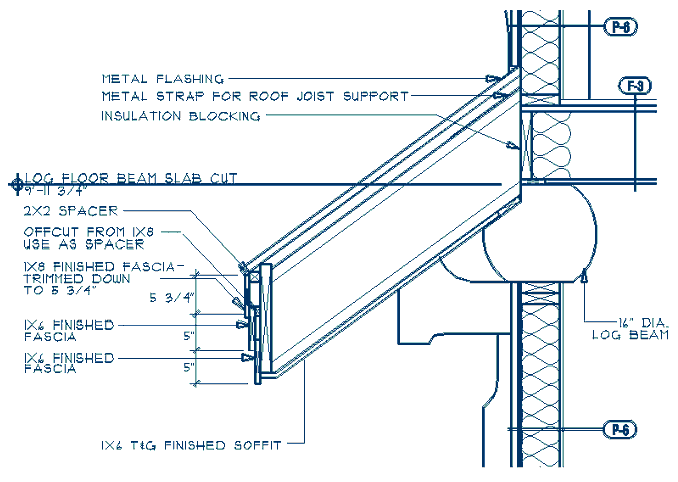 P-6
METAL FLASHING
F-3
METAL STRAP FOR ROOF JOIST SUPPORT
INSULATION BLOCKING
LOG FLOOR BEAM SLAB CUT
9'-11 3/4"
2X2 SPACER
OFFCUT FROM 1X8
USE AS SPACER
1X8 FINISHED FASCIA-
TRIMMED DOWN
TO 5 3/4"
5 3/4"
1X6 FINISHED
FASCIA
5"
16" DIA.
LOG BEAM
1X6 FINISHED
FASCIA
5"
P-6
1X6 T&G FINISHED SOFFIT